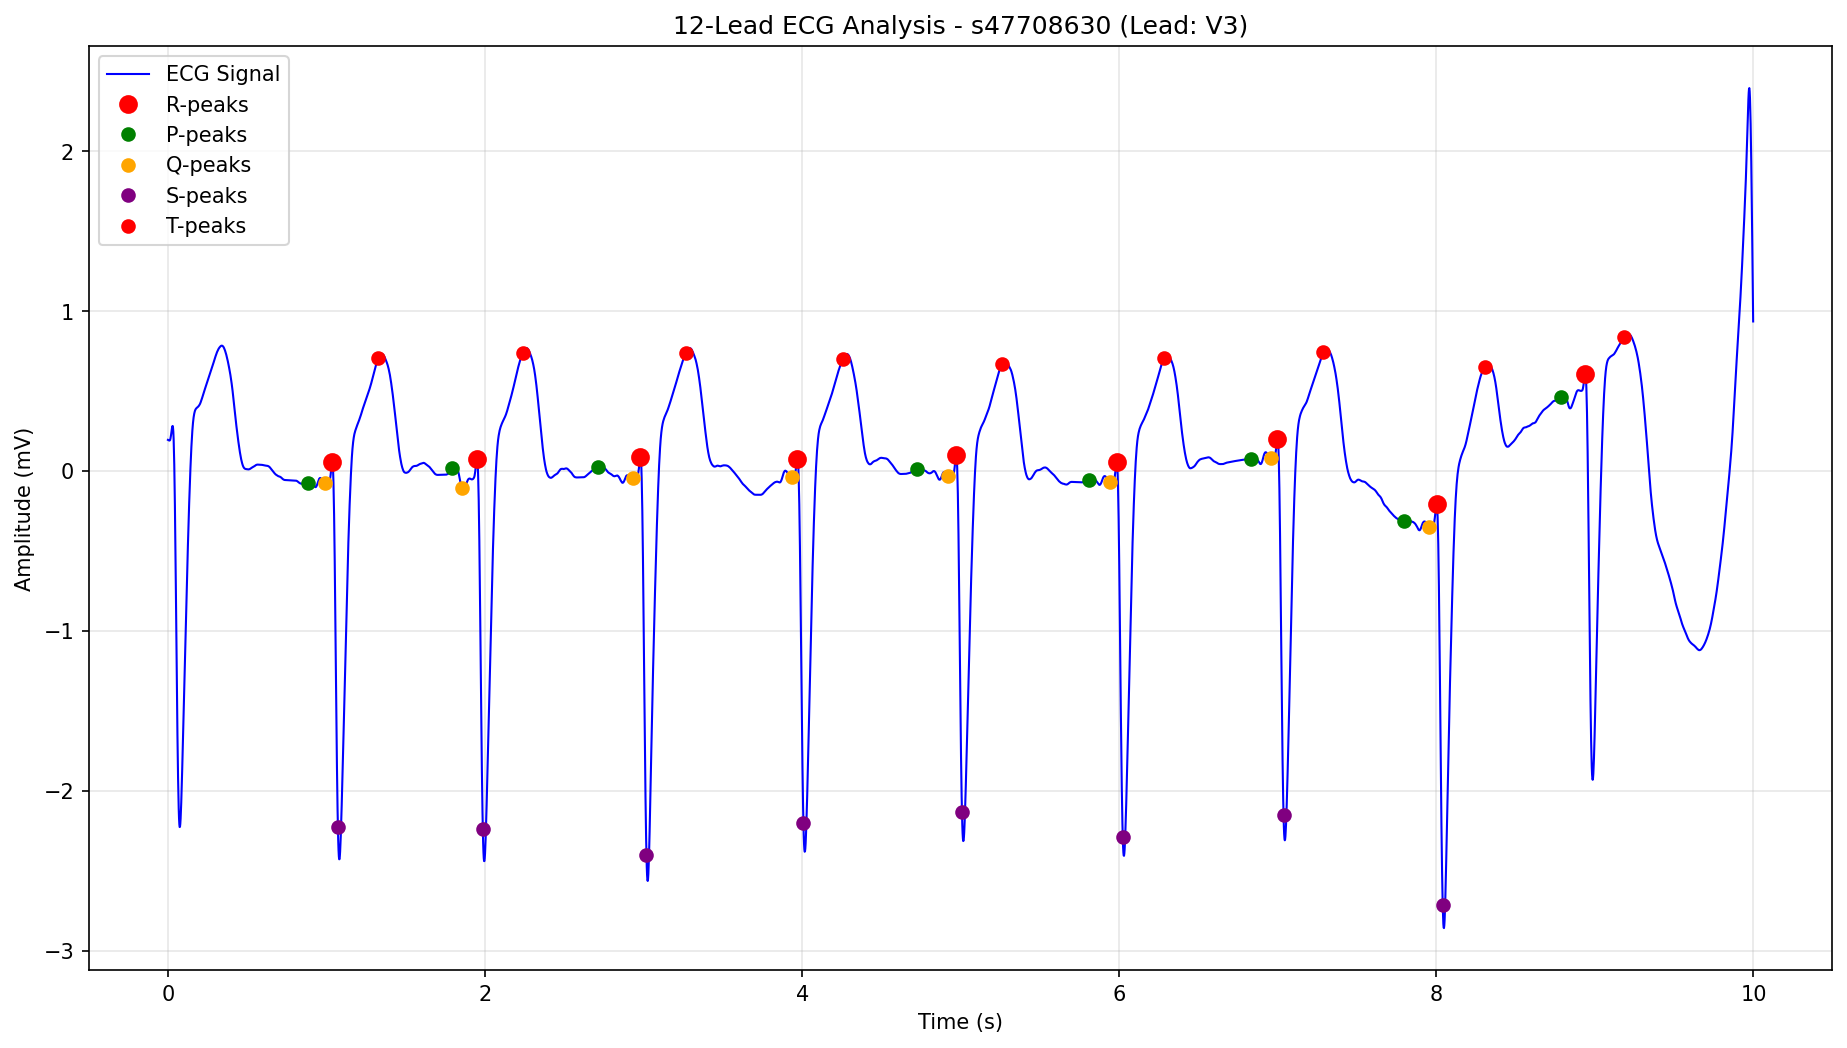 12-Lead ECG Analysis - s47708630 (Lead: V3)
ECG Signal
R-peaks
P-peaks
Q-peaks
S-peaks
T-peaks
Amplitude (mV)
2
1
0
−1
−2
−3
0 2 4 6 8 10
Time (s)